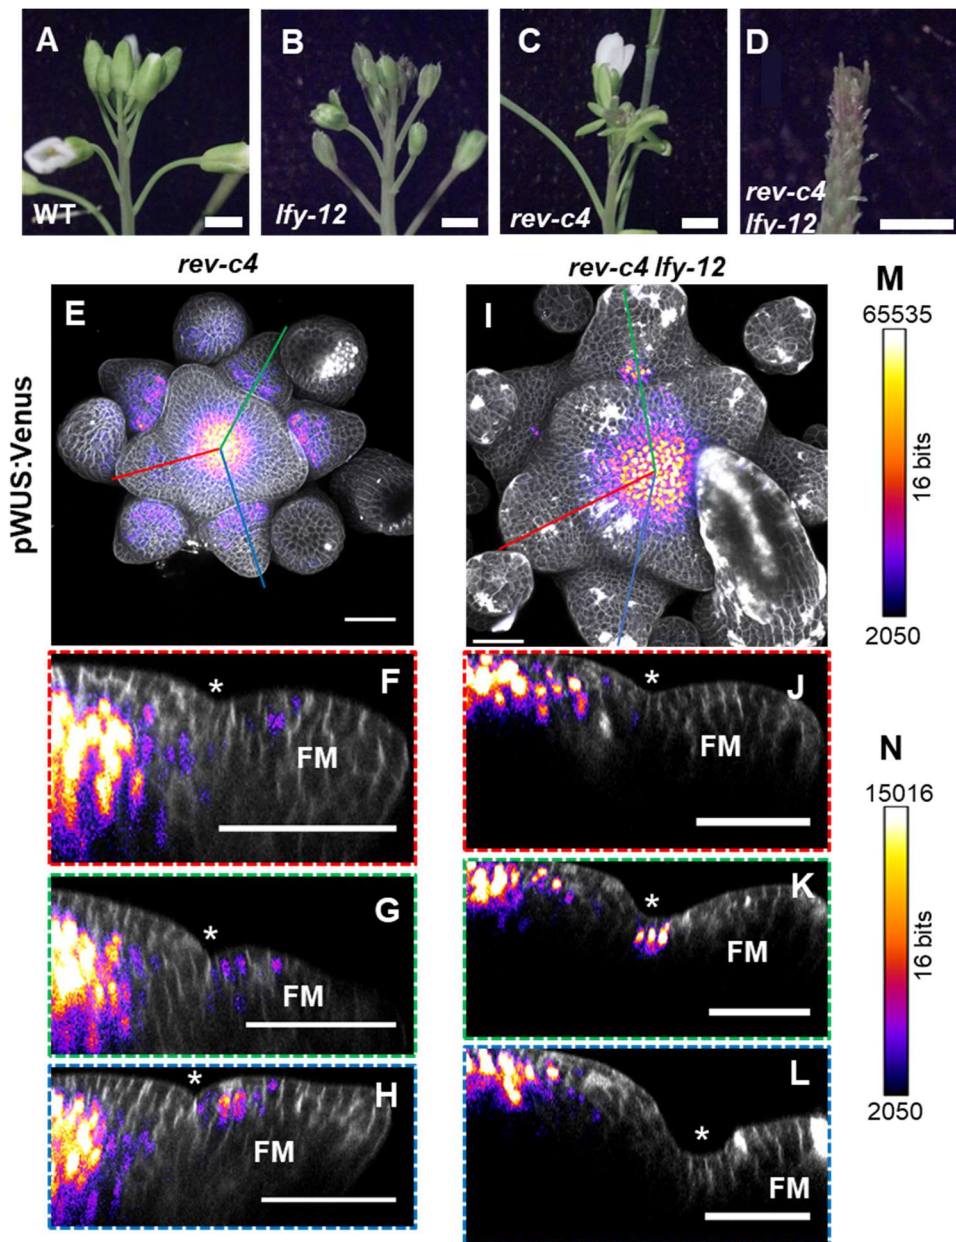 A
B
C
D
WT
lfy-12
rev-c4
rev-c4
lfy-12
rev-c4
rev-c4 lfy-12
M
65535
16 bits
2050
pWUS:Venus
E
I
F
*
FM
J
*
FM
N
15016
16 bits
2050
G
*
FM
K
*
FM
H
*
FM
L
*
FM